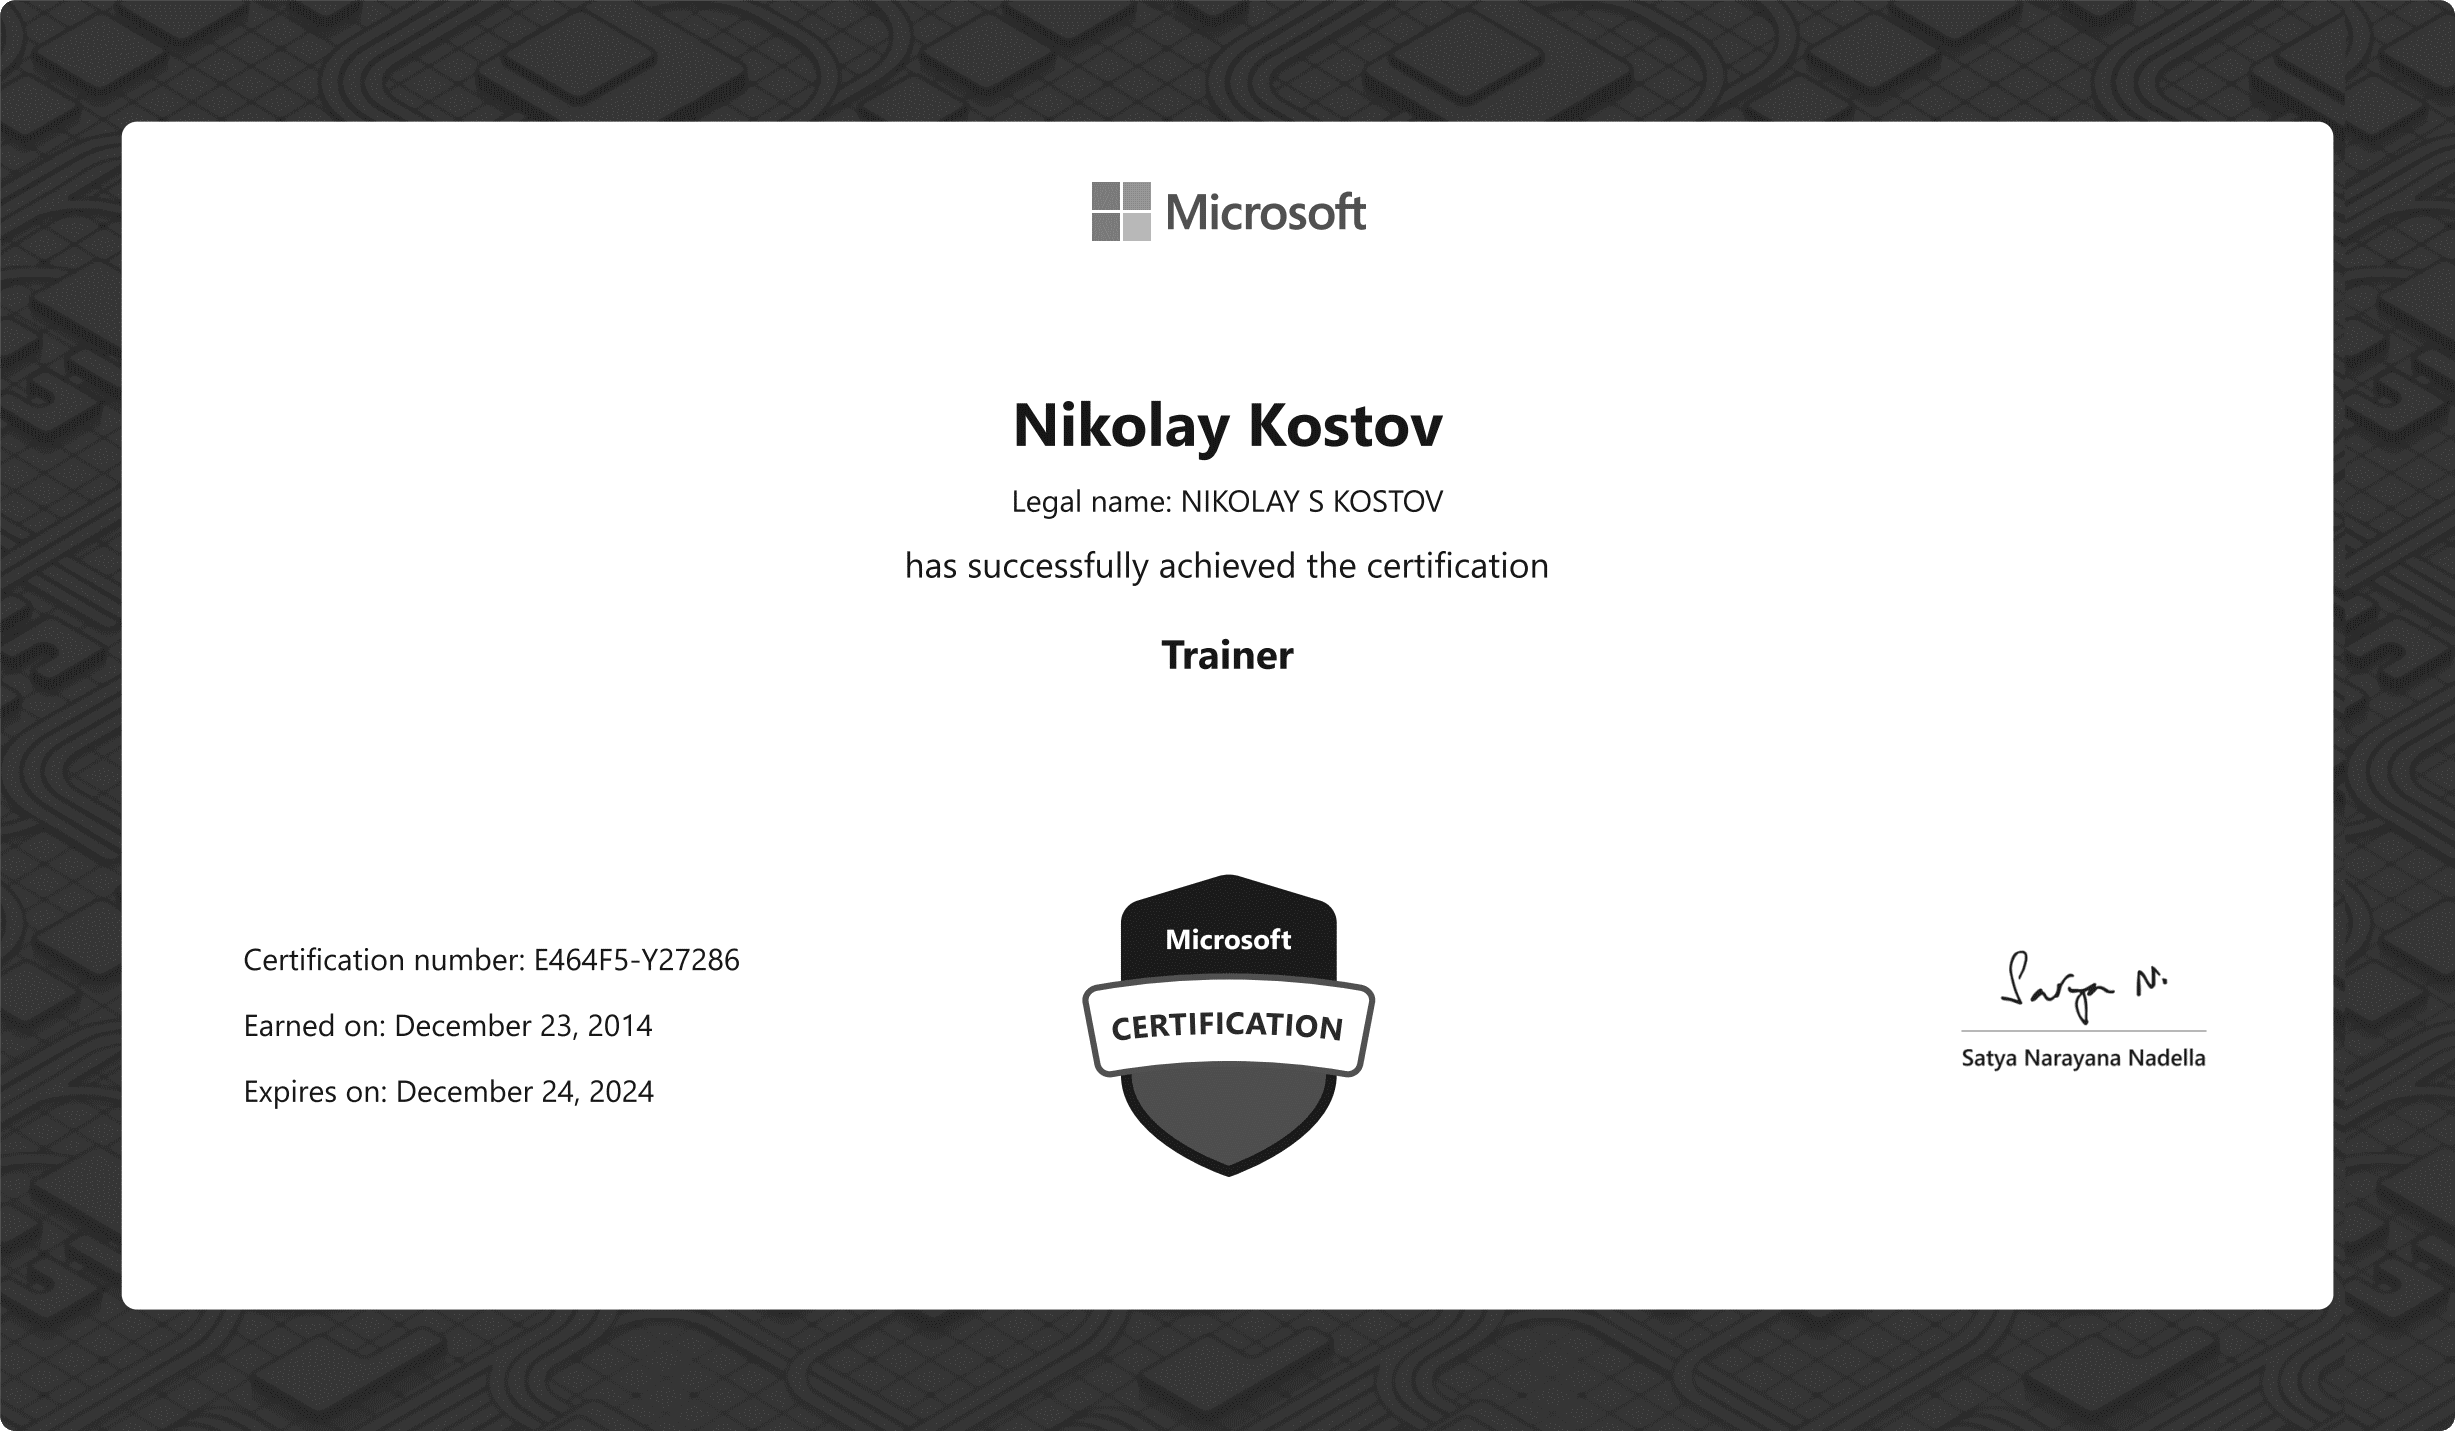 Microsoft
Nikolay Kostov
Legal name: NIKOLAY S KOSTOV
has successfully achieved the certification
Trainer
Certification number: E464F5-Y27286
Earned on: December 23, 2014
Expires on: December 24, 2024
Microsoft
CERTIFICATION
Satya N.
Satya Narayana Nadella